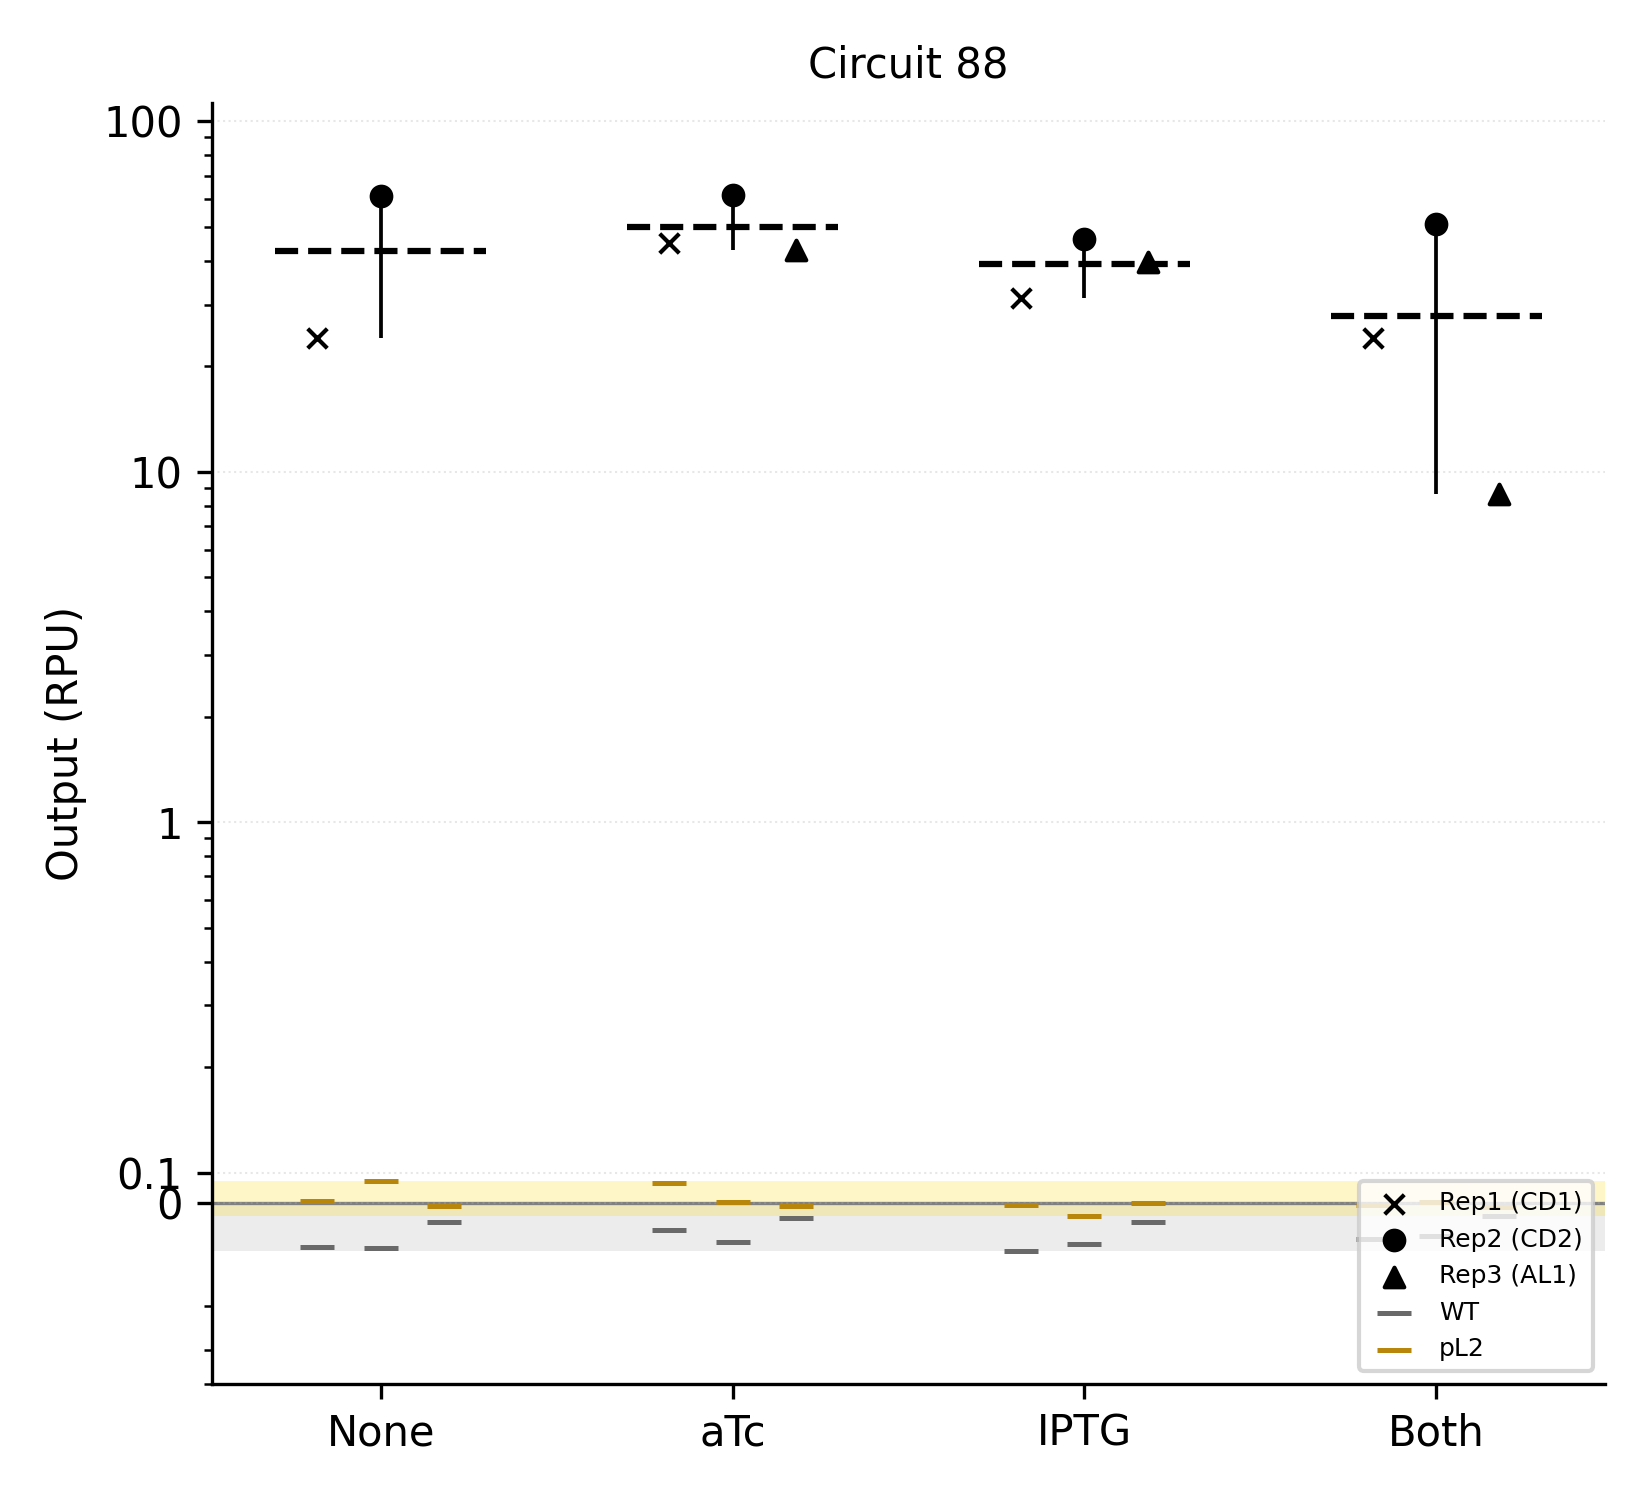 Circuit 88
Output (RPU)
100
10
1
0.1
0
None
aTc
IPTG
Both
Rep1 (CD1)
Rep2 (CD2)
Rep3 (AL1)
WT
pL2